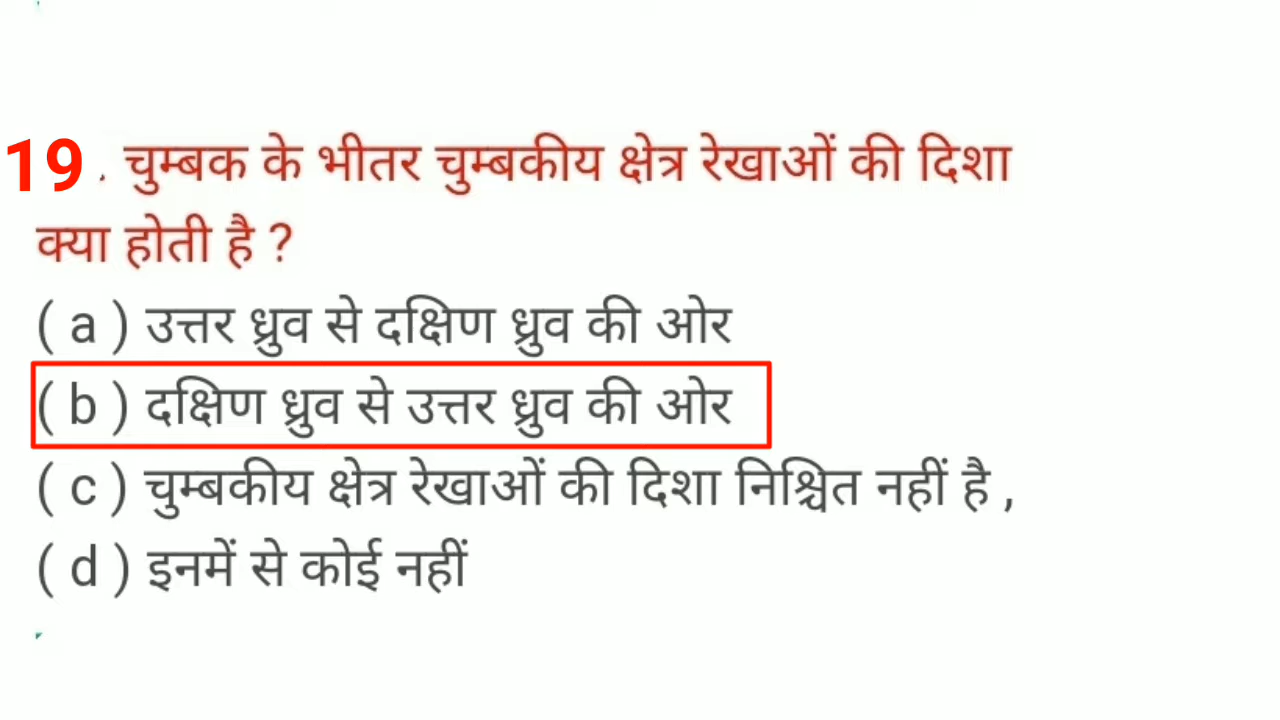 19. चुम्बक के भीतर चुम्बकीय क्षेत्र रेखाओं की दिशा
क्या होती है ?
( a ) उत्तर ध्रुव से दक्षिण ध्रुव की ओर
( b ) दक्षिण ध्रुव से उत्तर ध्रुव की ओर
( c ) चुम्बकीय क्षेत्र रेखाओं की दिशा निश्चित नहीं है ,
( d ) इनमें से कोई नहीं